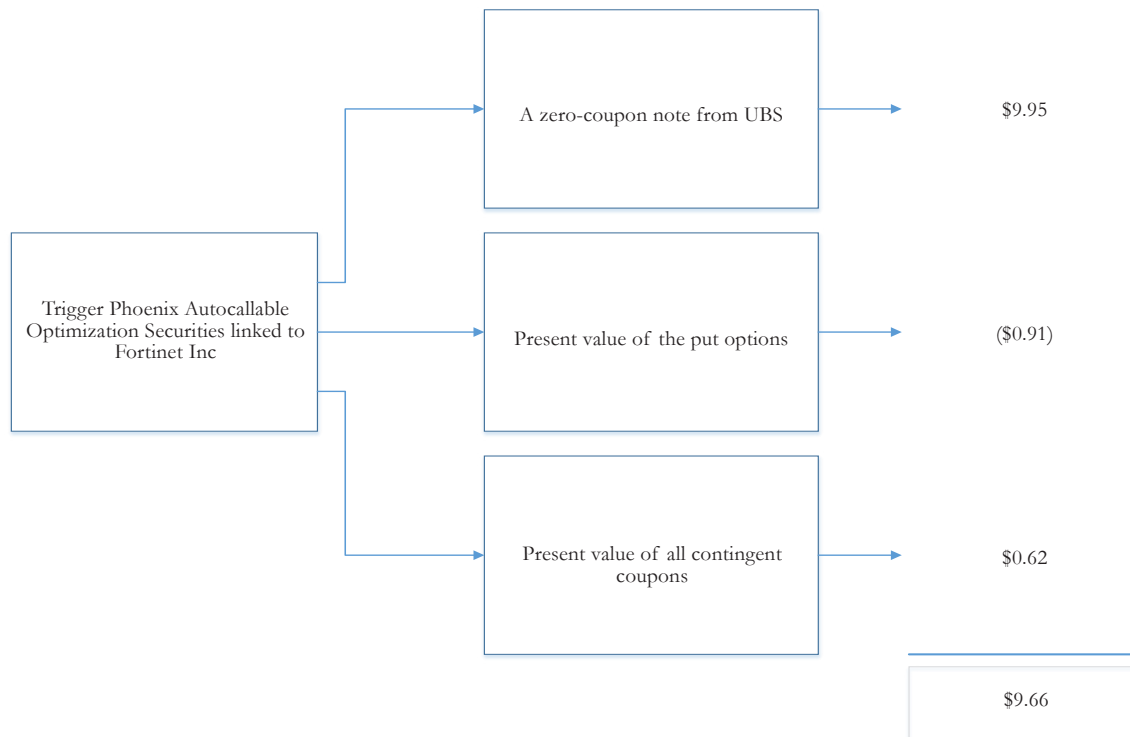 A zero-coupon note from UBS
$9.95
Trigger Phoenix Autocallable
Optimization Securities linked to
Fortinet Inc
Present value of the put options
($0.91)
Present value of all contingent
coupons
$0.62
$9.66